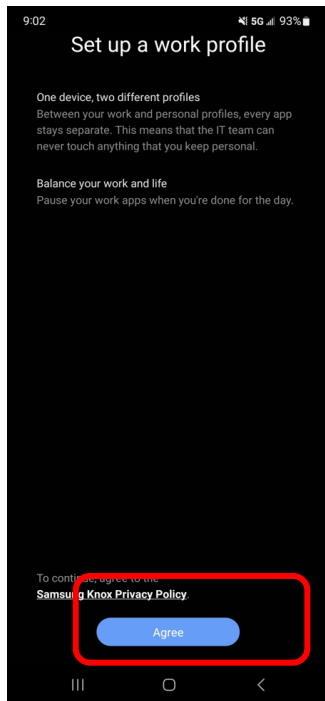 9:02
5G 93%
Set up a work profile
One device, two different profiles
Between your work and personal profiles, every app
stays separate. This means that the IT team can
never touch anything that you keep personal.
Balance your work and life
Pause your work apps when you're done for the day.
To continue, agree to the
Samsung Knox Privacy Policy.
Agree